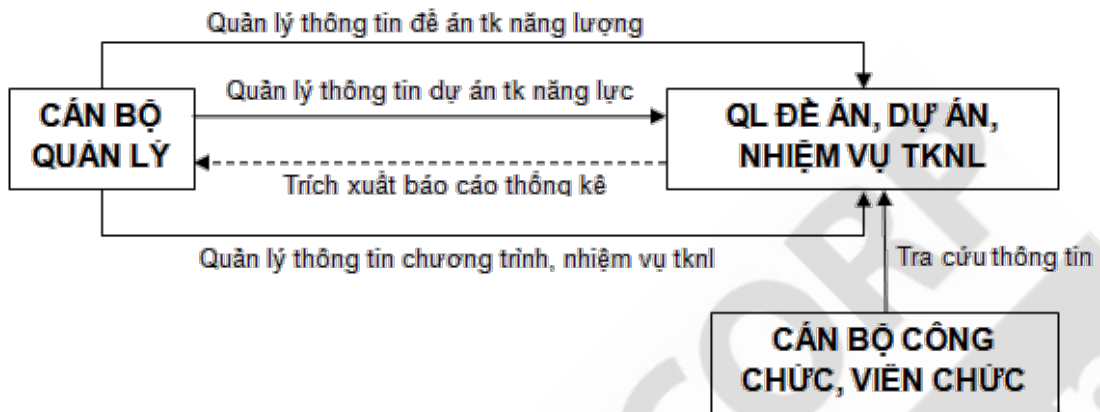 Quản lý thông tin đề án tk năng lượng
Quản lý thông tin dự án tk năng lực
CÁN BỘ
QUẢN LÝ
QL ĐỀ ÁN, DỰ ÁN,
NHIỆM VỤ TKNL
Trích xuất báo cáo thống kê
Quản lý thông tin chương trình, nhiệm vụ tknl
Tra cứu thông tin
CÁN BỘ CÔNG
CHỨC, VIÊN CHỨC
CORP